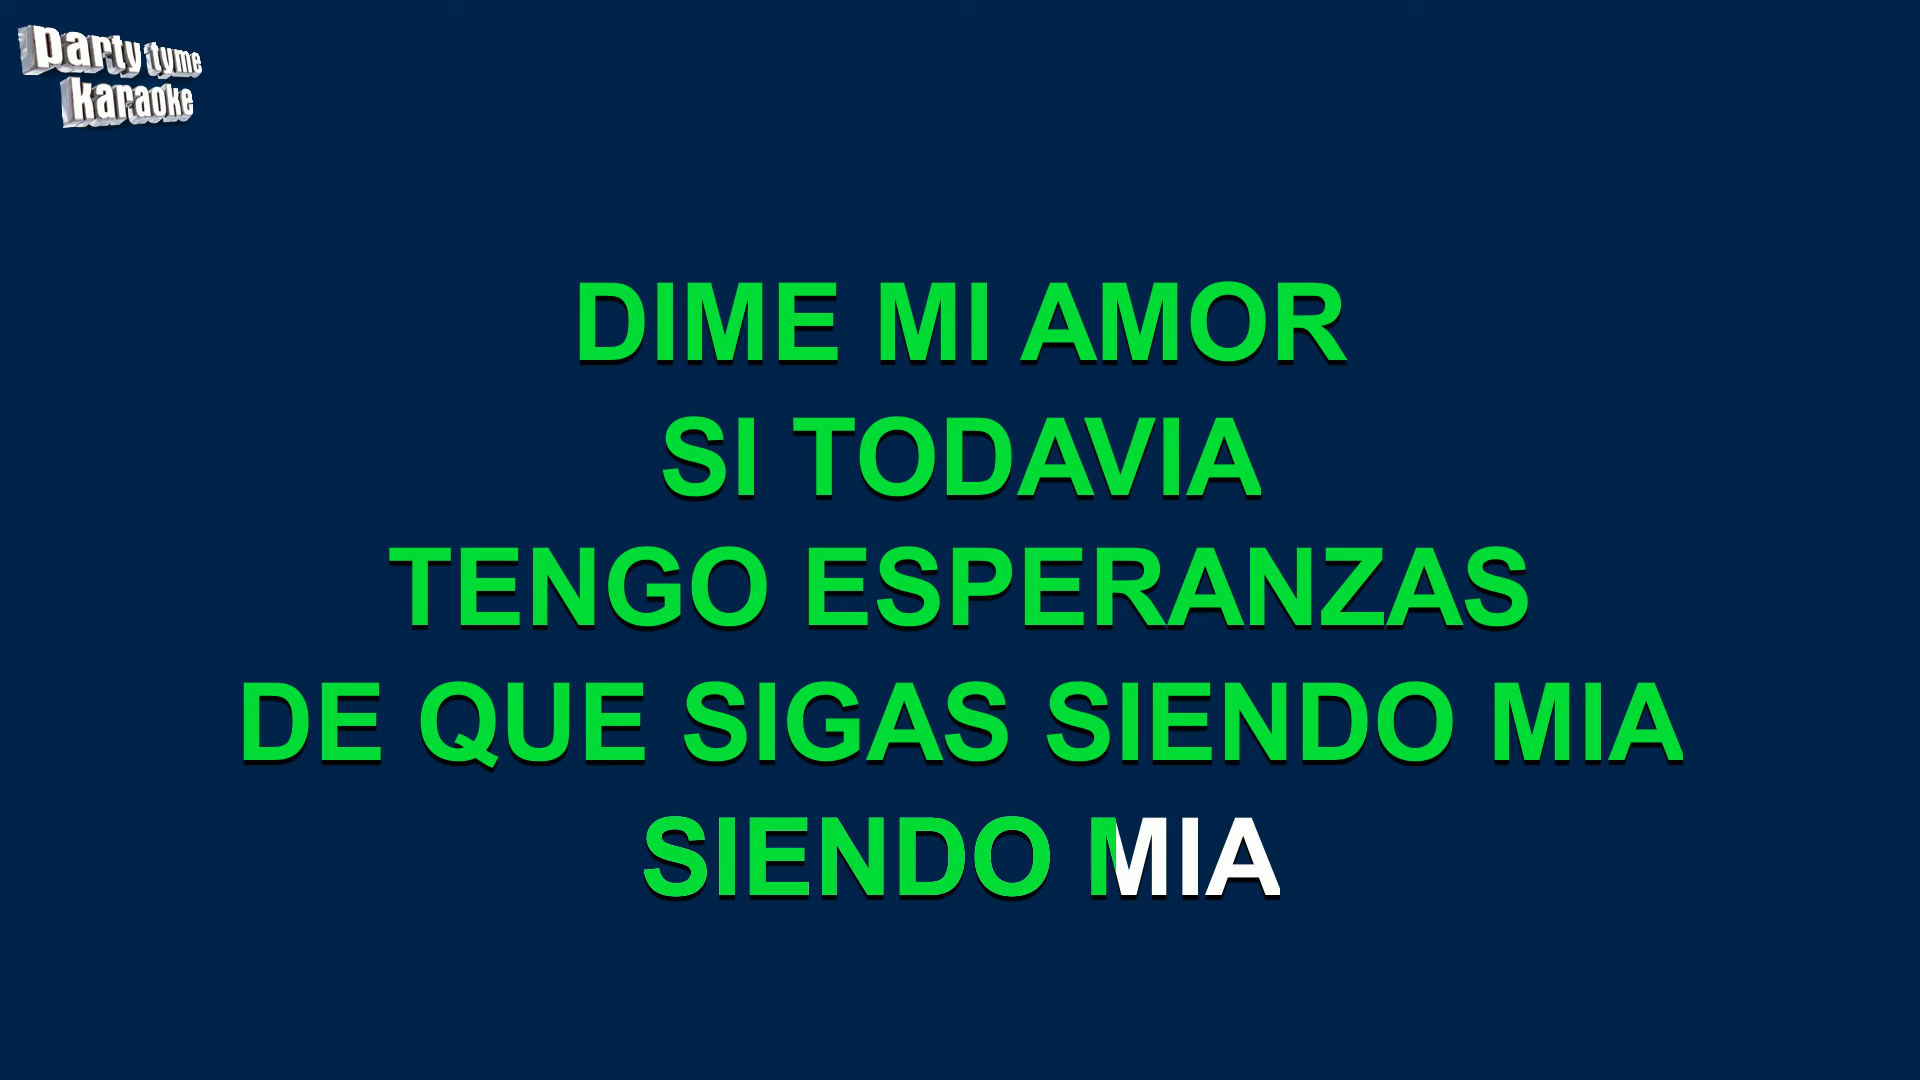 party tyme
karaoke
DIME MI AMOR
SI TODAVIA
TENGO ESPERANZAS
DE QUE SIGAS SIENDO MIA
SIENDO MIA